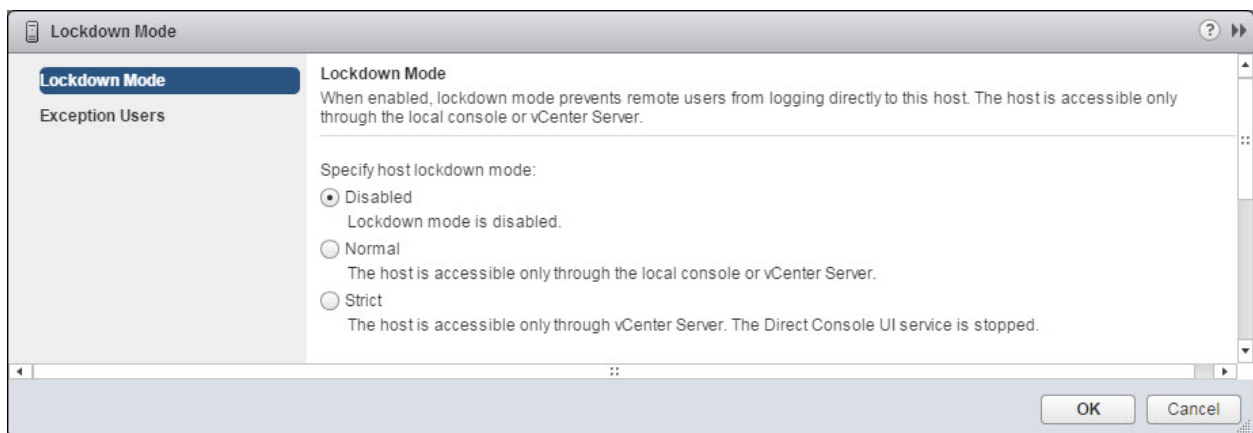 Lockdown Mode
?
Lockdown Mode
Exception Users
Lockdown Mode
When enabled, lockdown mode prevents remote users from logging directly to this host. The host is accessible only
through the local console or vCenter Server.
Specify host lockdown mode:
Disabled
Lockdown mode is disabled.
Normal
The host is accessible only through the local console or vCenter Server.
Strict
The host is accessible only through vCenter Server. The Direct Console UI service is stopped.
OK
Cancel